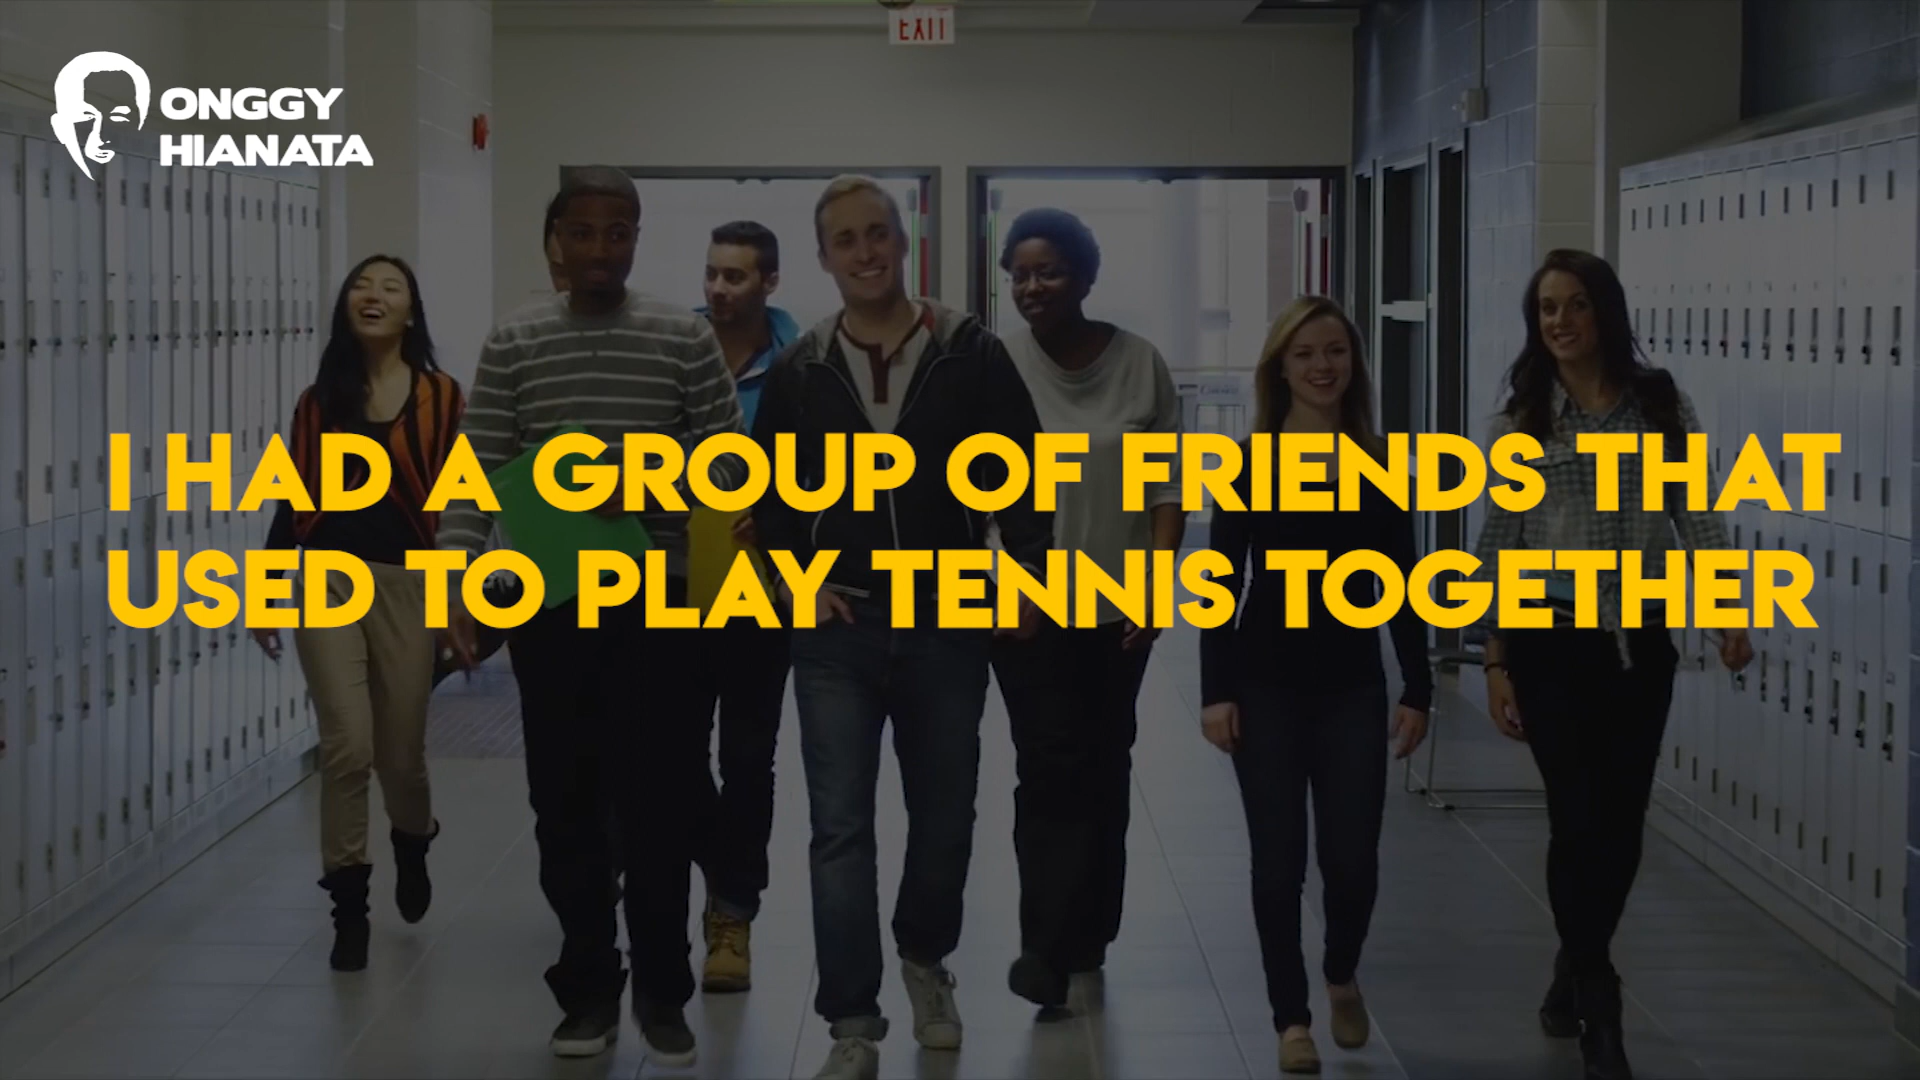 EXIT
ONGGY
HIANATA
I HAD A GROUP OF FRIENDS THAT
USED TO PLAY TENNIS TOGETHER